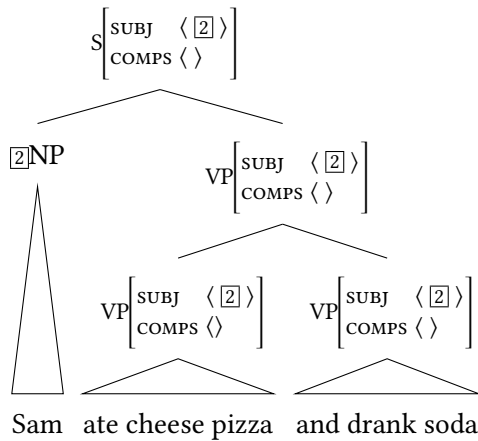 S[SUBJ ⟨ 2 ⟩
COMPS ⟨ ⟩]
2NP
VP[SUBJ ⟨ 2 ⟩
COMPS ⟨ ⟩]
VP[SUBJ ⟨ 2 ⟩
COMPS ⟨⟩]
VP[SUBJ ⟨ 2 ⟩
COMPS ⟨ ⟩]
Sam ate cheese pizza and drank soda